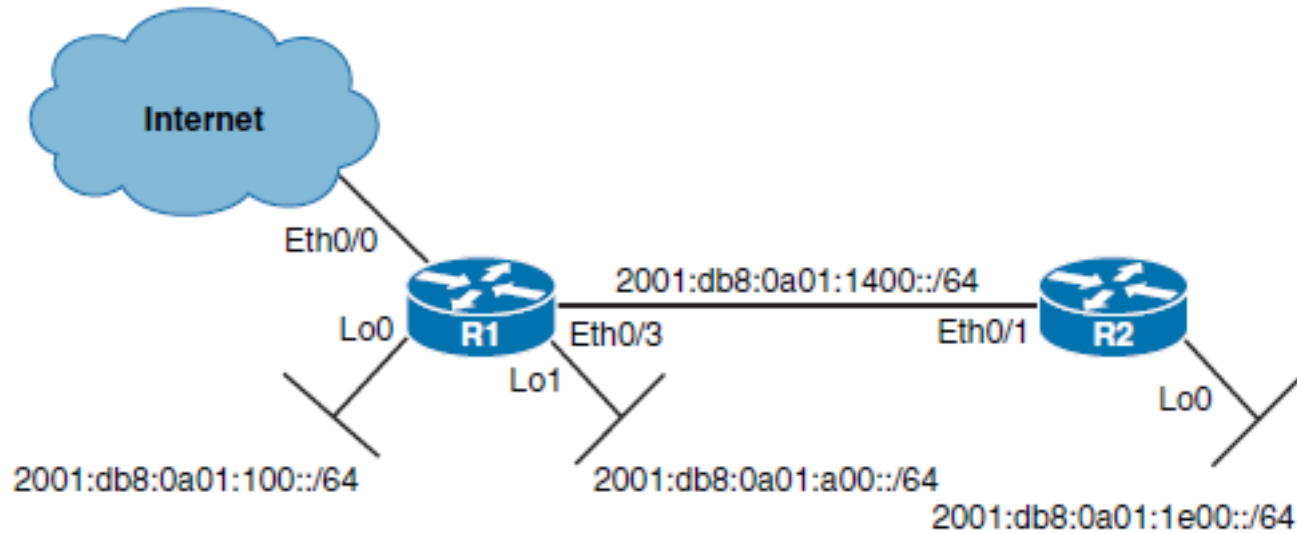 Internet
Eth0/0
2001:db8:0a01:1400::/64
Lo0
R1
Eth0/3
Eth0/1
R2
Lo1
Lo0
2001:db8:0a01:100::/64
2001:db8:0a01:a00::/64
2001:db8:0a01:1e00::/64